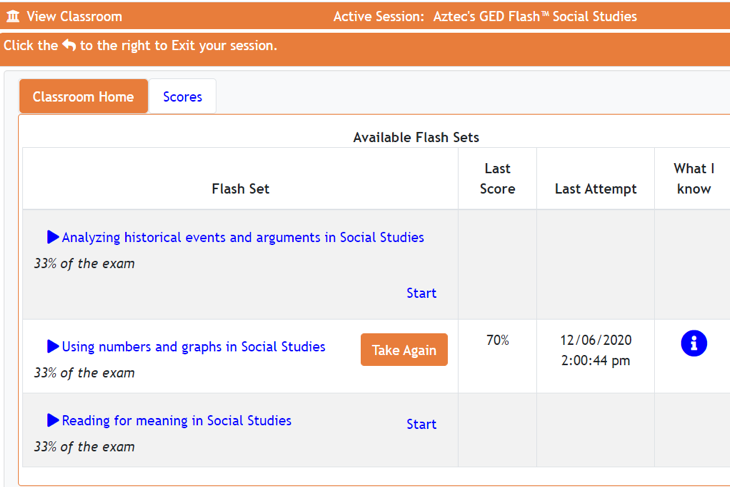 View Classroom
Active Session: Aztec's GED Flash™ Social Studies
Click the to the right to Exit your session.
Classroom Home
Scores
Available Flash Sets
Flash Set
Last Score
Last Attempt
What I know
Analyzing historical events and arguments in Social Studies
33% of the exam
Start
Using numbers and graphs in Social Studies
33% of the exam
Take Again
70%
12/06/2020
2:00:44 pm
Reading for meaning in Social Studies
33% of the exam
Start